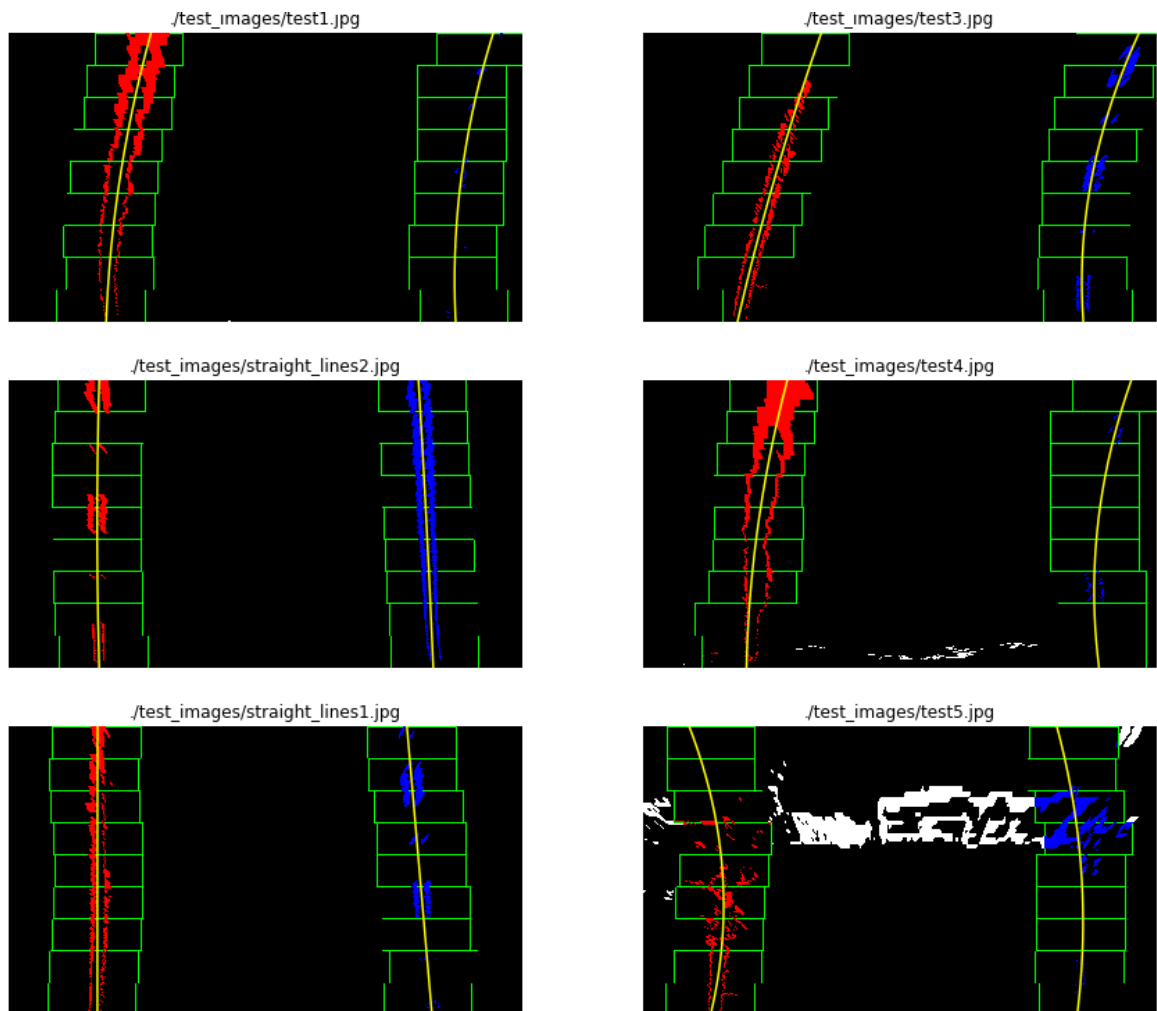 ./test_images/test1.jpg
./test_images/test3.jpg
./test_images/straight_lines2.jpg
./test_images/test4.jpg
./test_images/straight_lines1.jpg
./test_images/test5.jpg